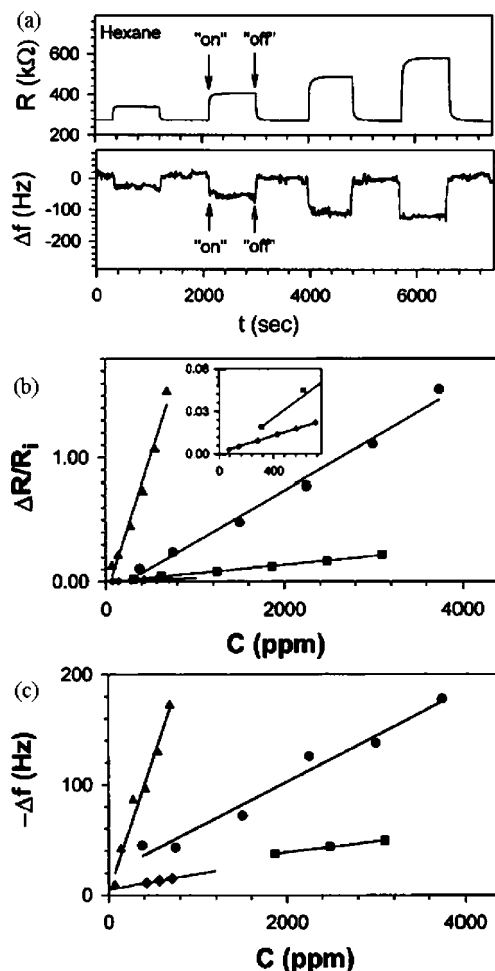 (a)
Hexane
"on" "off"
R (kΩ)
600
400
200
Δf (Hz)
0
-100
-200
"on" "off"
0 2000 4000 6000
t (sec)
(b)
ΔR/Ri
1.00
0.00
0.06
0.03
0.00
0 400
0 2000 4000
C (ppm)
(c)
-Δf (Hz)
200
100
0
0 2000 4000
C (ppm)